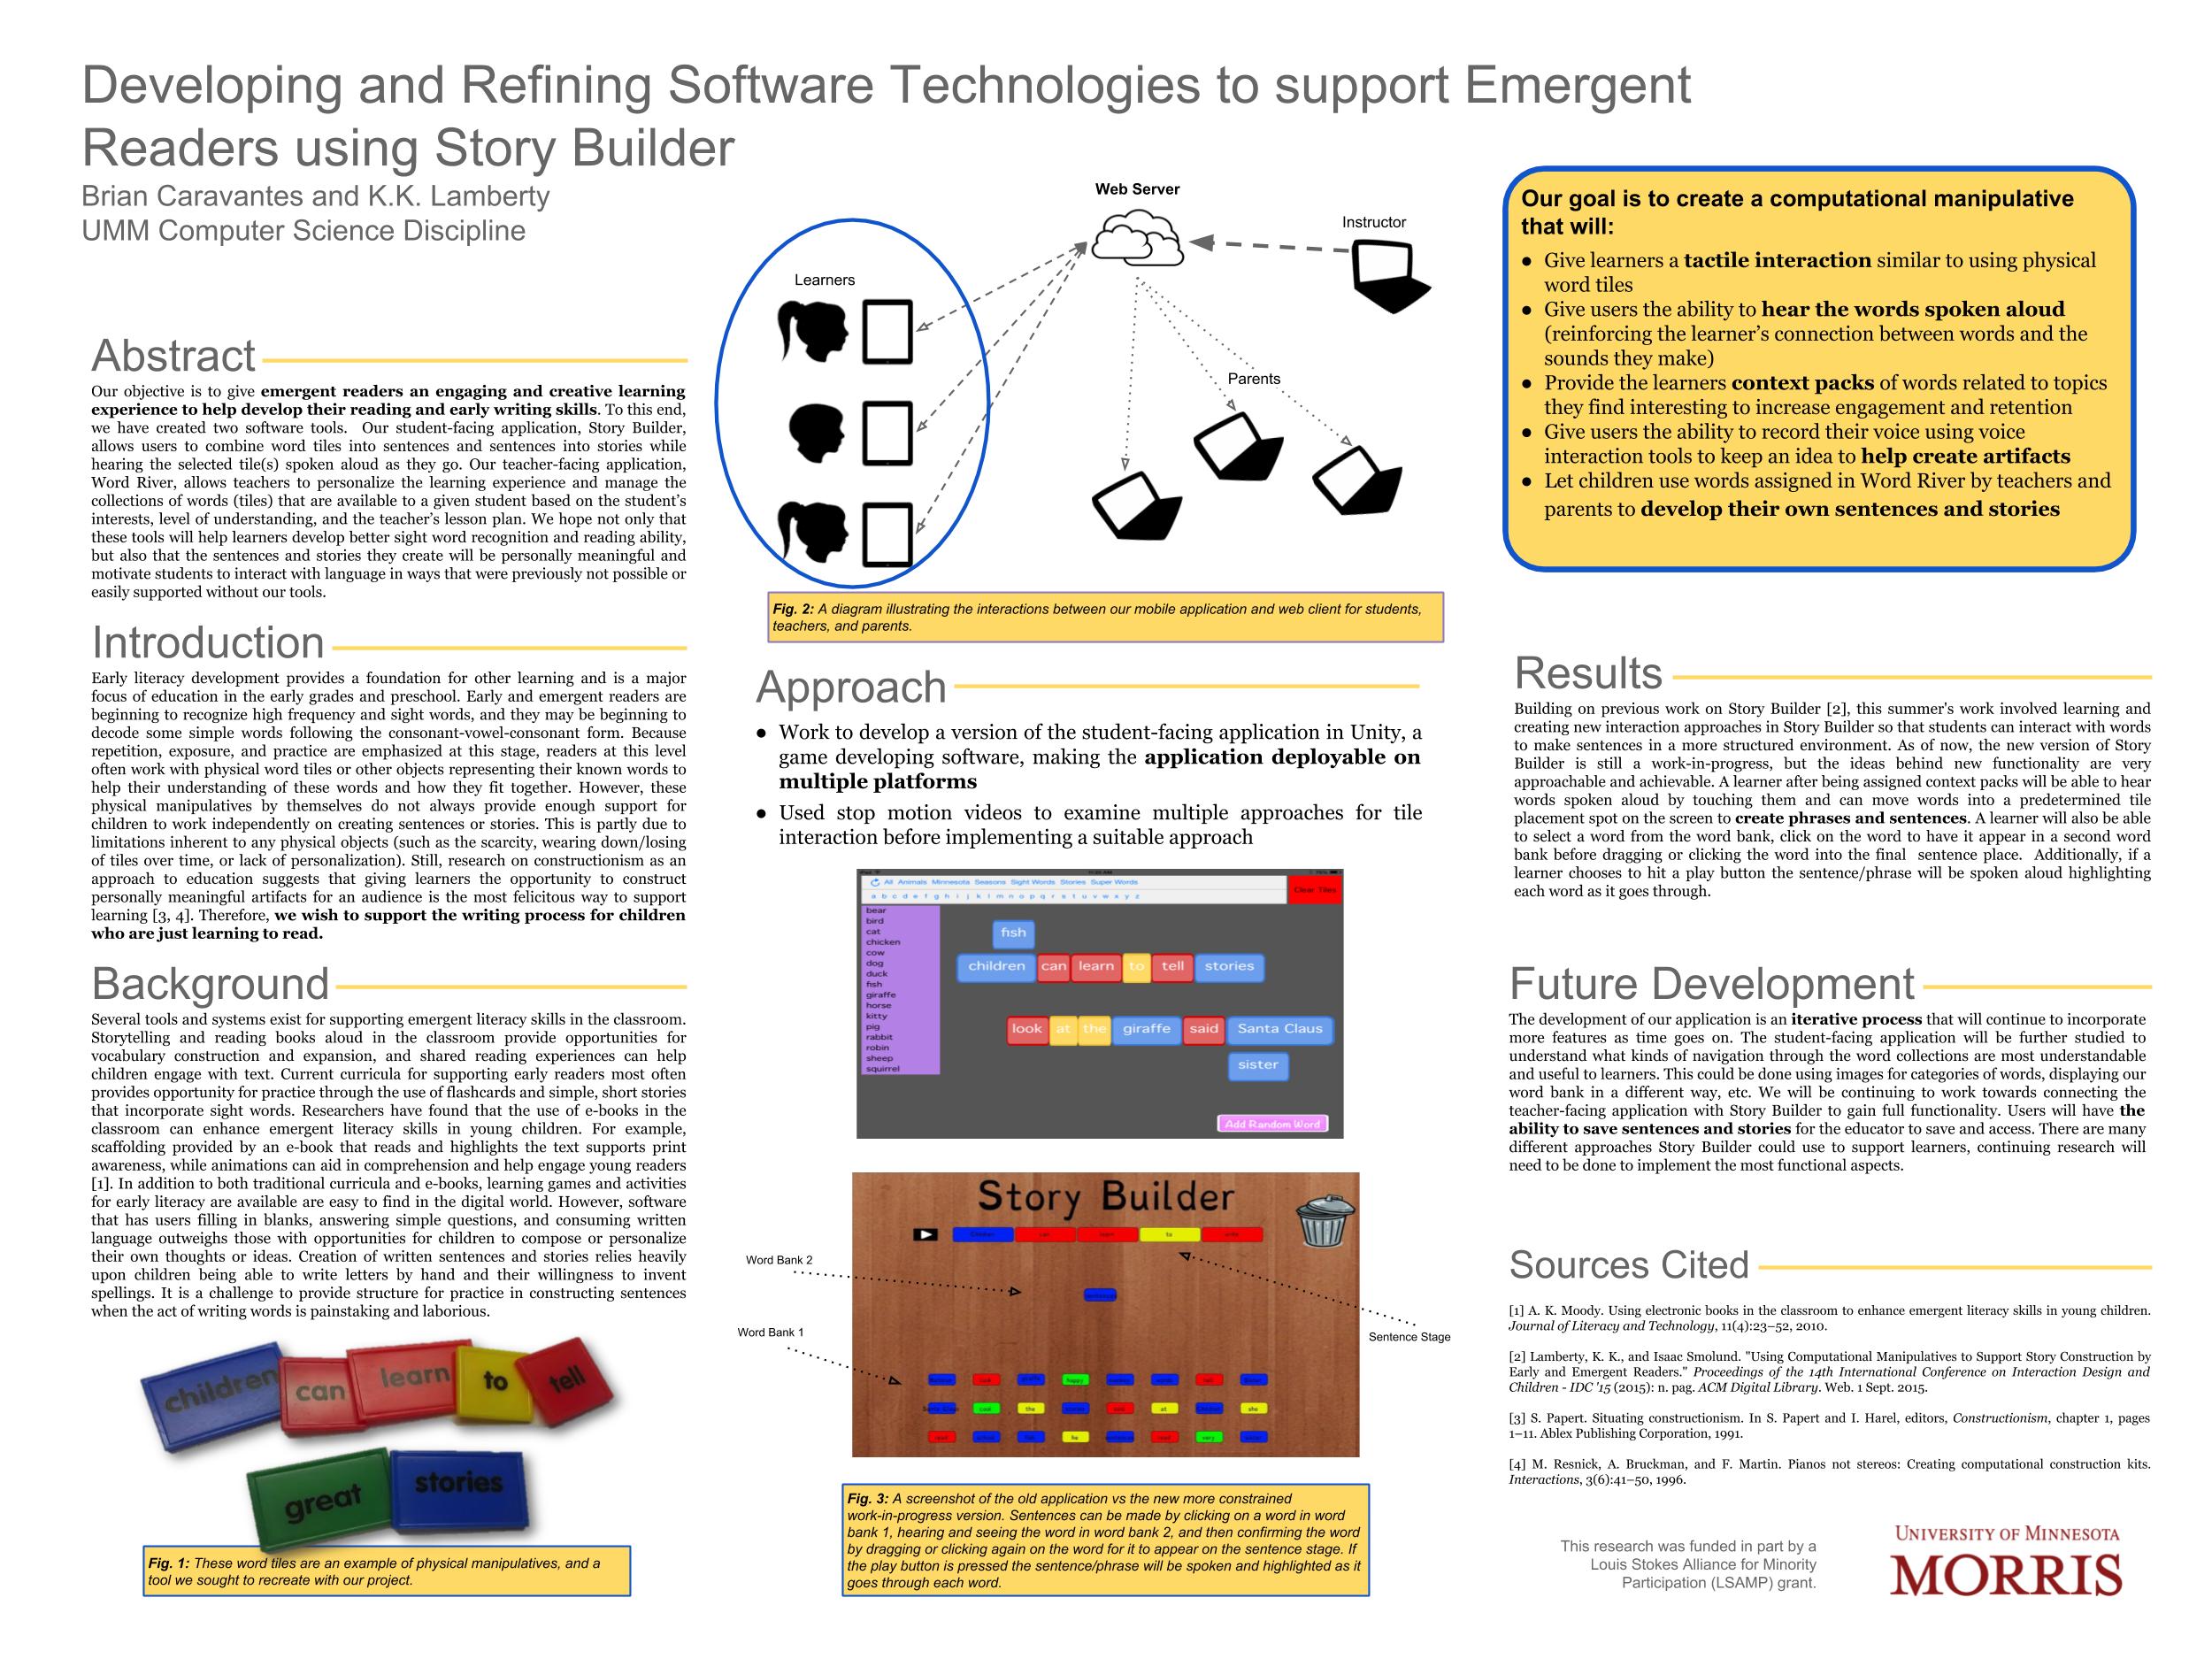 Developing and Refining Software Technologies to support Emergent
Readers using Story Builder
Brian Caravantes and K.K. Lamberty
UMM Computer Science Discipline
Abstract
Our objective is to give emergent readers an engaging and creative learning
experience to help develop their reading and early writing skills. To this end,
we have created two software tools. Our student-facing application, Story Builder,
allows users to combine word tiles into sentences and sentences into stories while
hearing the selected tile(s) spoken aloud as they go. Our teacher-facing application,
Word River, allows teachers to personalize the learning experience and manage the
collections of words (tiles) that are available to a given student based on the student's
interests, level of understanding, and the teacher's lesson plan. We hope not only that
these tools will help learners develop better sight word recognition and reading ability,
but also that the sentences and stories they create will be personally meaningful and
motivate students to interact with language in ways that were previously not possible or
easily supported without our tools.
Introduction
Early literacy development provides a foundation for other learning and is a major
focus of education in the early grades and preschool. Early and emergent readers are
beginning to recognize high frequency and sight words, and they may be beginning to
decode some simple words following the consonant-vowel-consonant form. Because
repetition, exposure, and practice are emphasized at this stage, readers at this level
often work with physical word tiles or other objects representing their known words to
help their understanding of these words and how they fit together. However, these
physical manipulatives by themselves do not always provide enough support for
children to work independently on creating sentences or stories. This is partly due to
limitations inherent to any physical objects (such as the scarcity, wearing down/losing
of tiles over time, or lack of personalization). Still, research on constructionism as an
approach to education suggests that giving learners the opportunity to construct
personally meaningful artifacts for an audience is the most felicitous way to support
learning [3, 4]. Therefore, we wish to support the writing process for children
who are just learning to read.
Background
Several tools and systems exist for supporting emergent literacy skills in the classroom.
Storytelling and reading books aloud in the classroom provide opportunities for
vocabulary construction and expansion, and shared reading experiences can help
children engage with text. Current curricula for supporting early readers most often
provides opportunity for practice through the use of flashcards and simple, short stories
that incorporate sight words. Researchers have found that the use of e-books in the
classroom can enhance emergent literacy skills in young children. For example,
scaffolding provided by an e-book that reads and highlights the text supports print
awareness, while animations can aid in comprehension and help engage young readers
[1]. In addition to both traditional curricula and e-books, learning games and activities
for early literacy are available are easy to find in the digital world. However, software
that has users filling in blanks, answering simple questions, and consuming written
language outweighs those with opportunities for children to compose or personalize
their own thoughts or ideas. Creation of written sentences and stories relies heavily
upon children being able to write letters by hand and their willingness to invent
spellings. It is a challenge to provide structure for practice in constructing sentences
when the act of writing words is painstaking and laborious.
children can learn to tell
great stories
Fig. 1: These word tiles are an example of physical manipulatives, and a
tool we sought to recreate with our project.
Web Server
Instructor
Learners
Parents
Fig. 2: A diagram illustrating the interactions between our mobile application and web client for students,
teachers, and parents.
Approach
● Work to develop a version of the student-facing application in Unity, a
game developing software, making the application deployable on
multiple platforms
● Used stop motion videos to examine multiple approaches for tile
interaction before implementing a suitable approach
All Animals Minnesota Seasons Sight Words Stories Super Words
a b c d e f g h i j k l m n o p q r s t u v w x y z
Clear Tiles
bear
bird
cat
chicken
cow
dog
duck
fish
giraffe
horse
kitty
pig
rabbit
robin
sheep
squirrel
fish
children can learn to tell stories
look at the giraffe said Santa Claus
sister
Add Random Word
Story Builder
to
Word Bank 2
Word Bank 1
Sentence Stage
happy
the
at
she
he
very
Fig. 3: A screenshot of the old application vs the new more constrained
work-in-progress version. Sentences can be made by clicking on a word in word
bank 1, hearing and seeing the word in word bank 2, and then confirming the word
by dragging or clicking again on the word for it to appear on the sentence stage. If
the play button is pressed the sentence/phrase will be spoken and highlighted as it
goes through each word.
Our goal is to create a computational manipulative
that will:
● Give learners a tactile interaction similar to using physical
word tiles
● Give users the ability to hear the words spoken aloud
(reinforcing the learner's connection between words and the
sounds they make)
● Provide the learners context packs of words related to topics
they find interesting to increase engagement and retention
● Give users the ability to record their voice using voice
interaction tools to keep an idea to help create artifacts
● Let children use words assigned in Word River by teachers and
parents to develop their own sentences and stories
Results
Building on previous work on Story Builder [2], this summer's work involved learning and
creating new interaction approaches in Story Builder so that students can interact with words
to make sentences in a more structured environment. As of now, the new version of Story
Builder is still a work-in-progress, but the ideas behind new functionality are very
approachable and achievable. A learner after being assigned context packs will be able to hear
words spoken aloud by touching them and can move words into a predetermined tile
placement spot on the screen to create phrases and sentences. A learner will also be able
to select a word from the word bank, click on the word to have it appear in a second word
bank before dragging or clicking the word into the final sentence place. Additionally, if a
learner chooses to hit a play button the sentence/phrase will be spoken aloud highlighting
each word as it goes through.
Future Development
The development of our application is an iterative process that will continue to incorporate
more features as time goes on. The student-facing application will be further studied to
understand what kinds of navigation through the word collections are most understandable
and useful to learners. This could be done using images for categories of words, displaying our
word bank in a different way, etc. We will be continuing to work towards connecting the
teacher-facing application with Story Builder to gain full functionality. Users will have the
ability to save sentences and stories for the educator to save and access. There are many
different approaches Story Builder could use to support learners, continuing research will
need to be done to implement the most functional aspects.
Sources Cited
[1] A. K. Moody. Using electronic books in the classroom to enhance emergent literacy skills in young children.
Journal of Literacy and Technology, 11(4):23–52, 2010.
[2] Lamberty, K. K., and Isaac Smolund. "Using Computational Manipulatives to Support Story Construction by
Early and Emergent Readers." Proceedings of the 14th International Conference on Interaction Design and
Children - IDC '15 (2015): n. pag. ACM Digital Library. Web. 1 Sept. 2015.
[3] S. Papert. Situating constructionism. In S. Papert and I. Harel, editors, Constructionism, chapter 1, pages
1–11. Ablex Publishing Corporation, 1991.
[4] M. Resnick, A. Bruckman, and F. Martin. Pianos not stereos: Creating computational construction kits.
Interactions, 3(6):41–50, 1996.
This research was funded in part by a
Louis Stokes Alliance for Minority
Participation (LSAMP) grant.
UNIVERSITY OF MINNESOTA
MORRIS